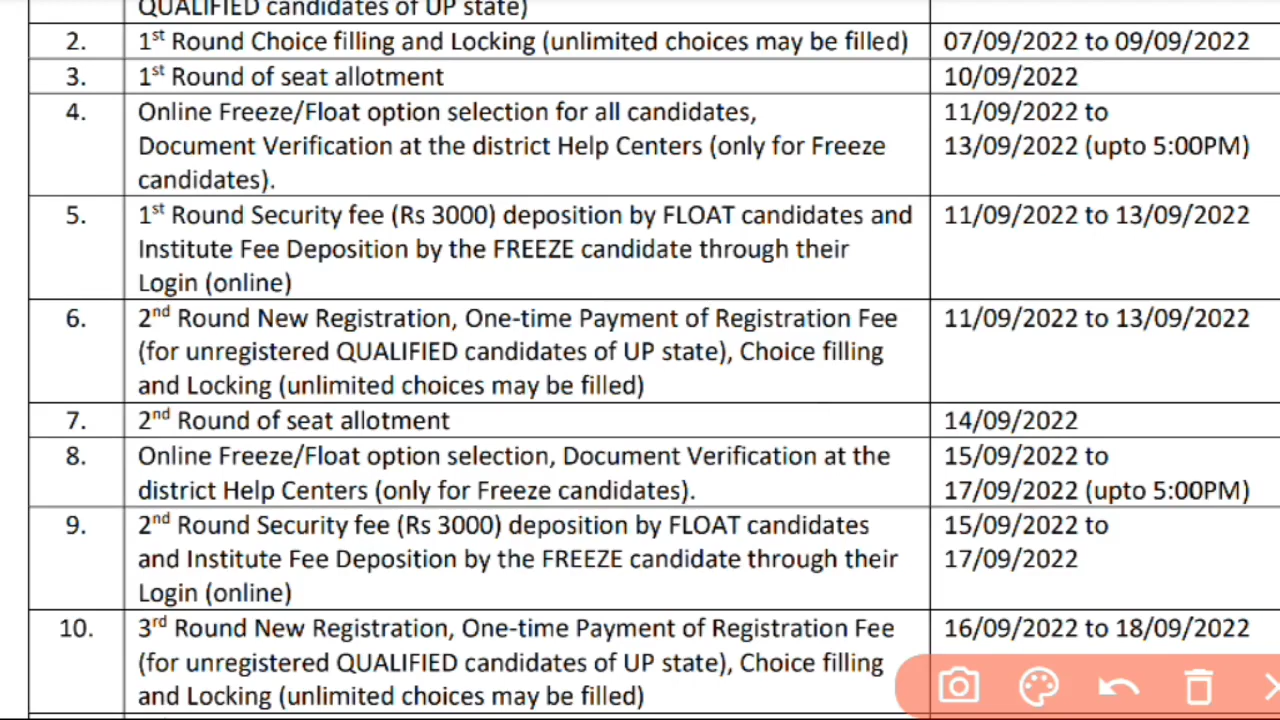 QUALIFIED candidates of UP state)
2. 1st Round Choice filling and Locking (unlimited choices may be filled) 07/09/2022 to 09/09/2022
3. 1st Round of seat allotment 10/09/2022
4. Online Freeze/Float option selection for all candidates, 11/09/2022 to
Document Verification at the district Help Centers (only for Freeze 13/09/2022 (upto 5:00PM)
candidates).
5. 1st Round Security fee (Rs 3000) deposition by FLOAT candidates and 11/09/2022 to 13/09/2022
Institute Fee Deposition by the FREEZE candidate through their
Login (online)
6. 2nd Round New Registration, One-time Payment of Registration Fee 11/09/2022 to 13/09/2022
(for unregistered QUALIFIED candidates of UP state), Choice filling
and Locking (unlimited choices may be filled)
7. 2nd Round of seat allotment 14/09/2022
8. Online Freeze/Float option selection, Document Verification at the 15/09/2022 to
district Help Centers (only for Freeze candidates). 17/09/2022 (upto 5:00PM)
9. 2nd Round Security fee (Rs 3000) deposition by FLOAT candidates 15/09/2022 to
and Institute Fee Deposition by the FREEZE candidate through their 17/09/2022
Login (online)
10. 3rd Round New Registration, One-time Payment of Registration Fee 16/09/2022 to 18/09/2022
(for unregistered QUALIFIED candidates of UP state), Choice filling
and Locking (unlimited choices may be filled)